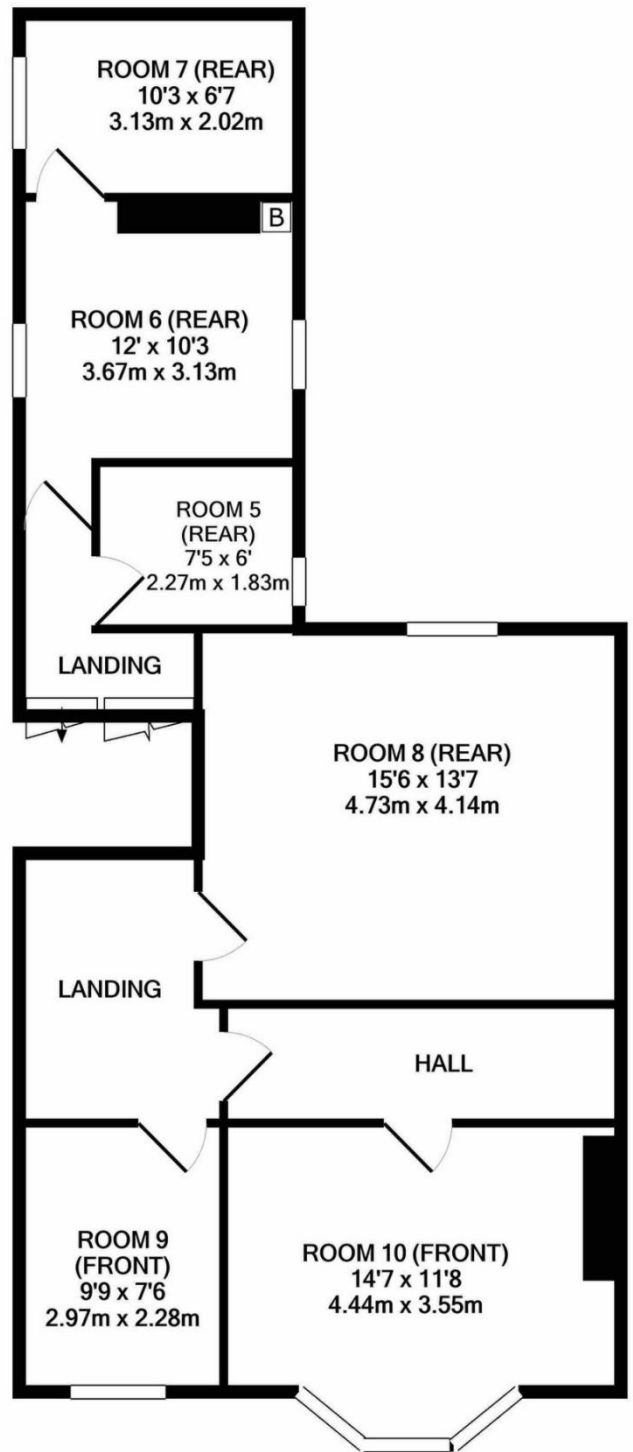 ROOM 7 (REAR)
10'3 x 6'7
3.13m x 2.02m
B
ROOM 6 (REAR)
12' x 10'3
3.67m x 3.13m
ROOM 5
(REAR)
7'5 x 6'
2.27m x 1.83m
LANDING
ROOM 8 (REAR)
15'6 x 13'7
4.73m x 4.14m
LANDING
HALL
ROOM 9
(FRONT)
9'9 x 7'6
2.97m x 2.28m
ROOM 10 (FRONT)
14'7 x 11'8
4.44m x 3.55m